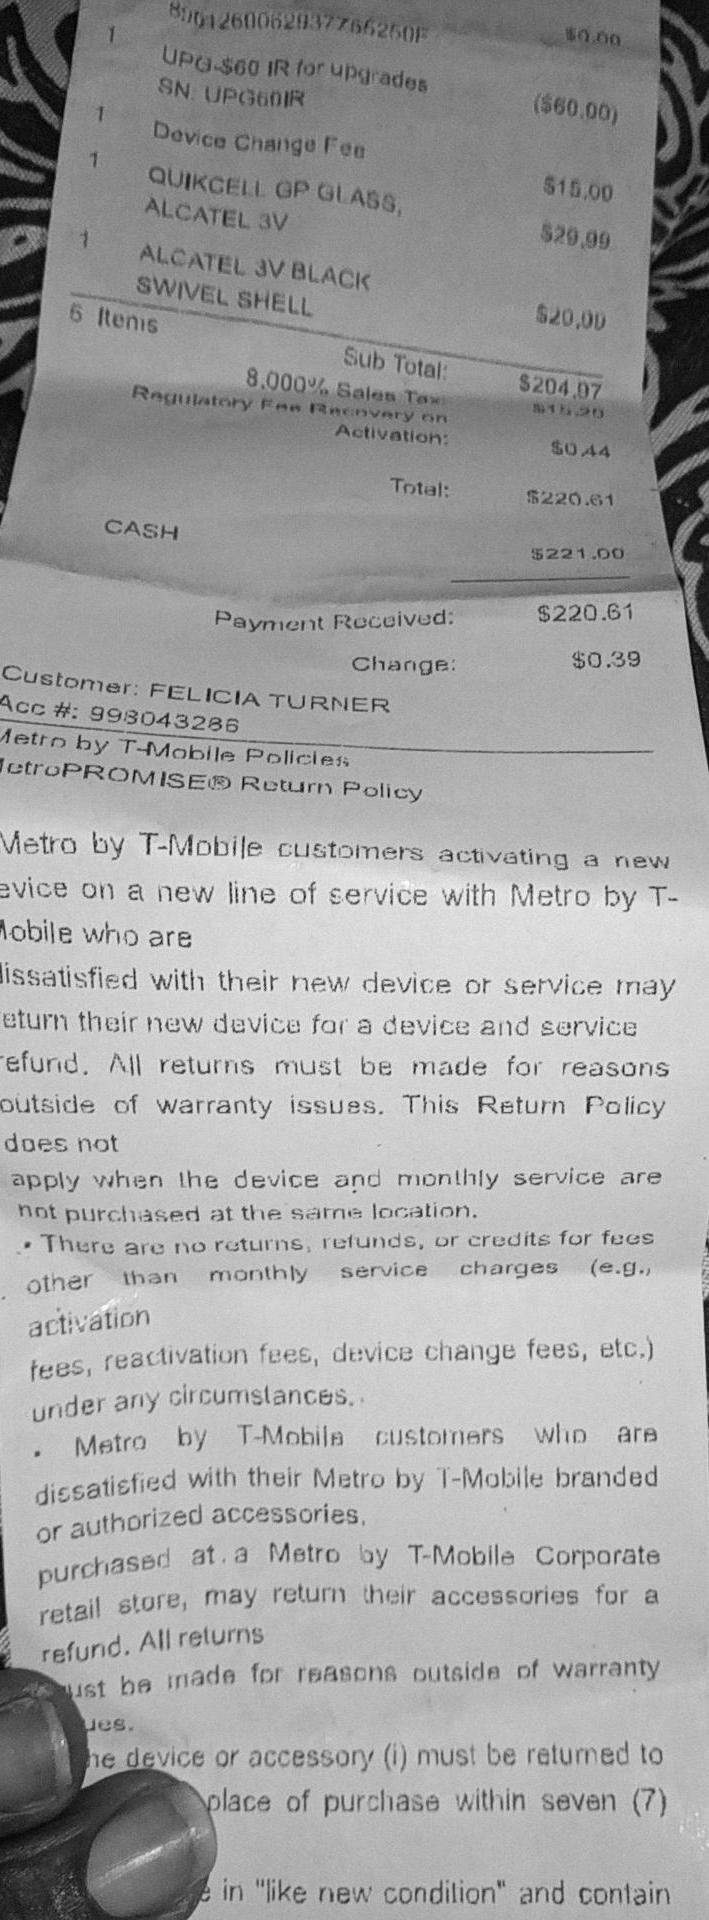 $0.00
1 UPG-$60 IR for upgrades ($60.00)
SN: UPG60IR
1 Device Change Fee $15.00
1 QUIKCELL GP GLASS, $29.99
ALCATEL 3V
1 ALCATEL 3V BLACK $20.00
SWIVEL SHELL
6 Items
Sub Total: $204.97
8.000% Sales Tax: $15.20
Regulatory Fee Recovery on
Activation: $0.44
Total: $220.61
CASH $221.00
Payment Received: $220.61
Change: $0.39
Customer: FELICIA TURNER
Acc #: 998043286
Metro by T-Mobile Policies
MetroPROMISE® Return Policy
Metro by T-Mobile customers activating a new
evice on a new line of service with Metro by T-
Mobile who are
dissatisfied with their new device or service may
eturn their new device for a device and service
refund. All returns must be made for reasons
outside of warranty issues. This Return Policy
does not
apply when the device and monthly service are
not purchased at the same location.
• There are no returns, refunds, or credits for fees
other than monthly service charges (e.g.,
activation
fees, reactivation fees, device change fees, etc.)
under any circumstances.
• Metro by T-Mobile customers who are
dissatisfied with their Metro by T-Mobile branded
or authorized accessories,
purchased at a Metro by T-Mobile Corporate
retail store, may return their accessories for a
refund. All returns
ust be made for reasons outside of warranty
ues.
he device or accessory (i) must be returned to
place of purchase within seven (7)
e in "like new condition" and contain